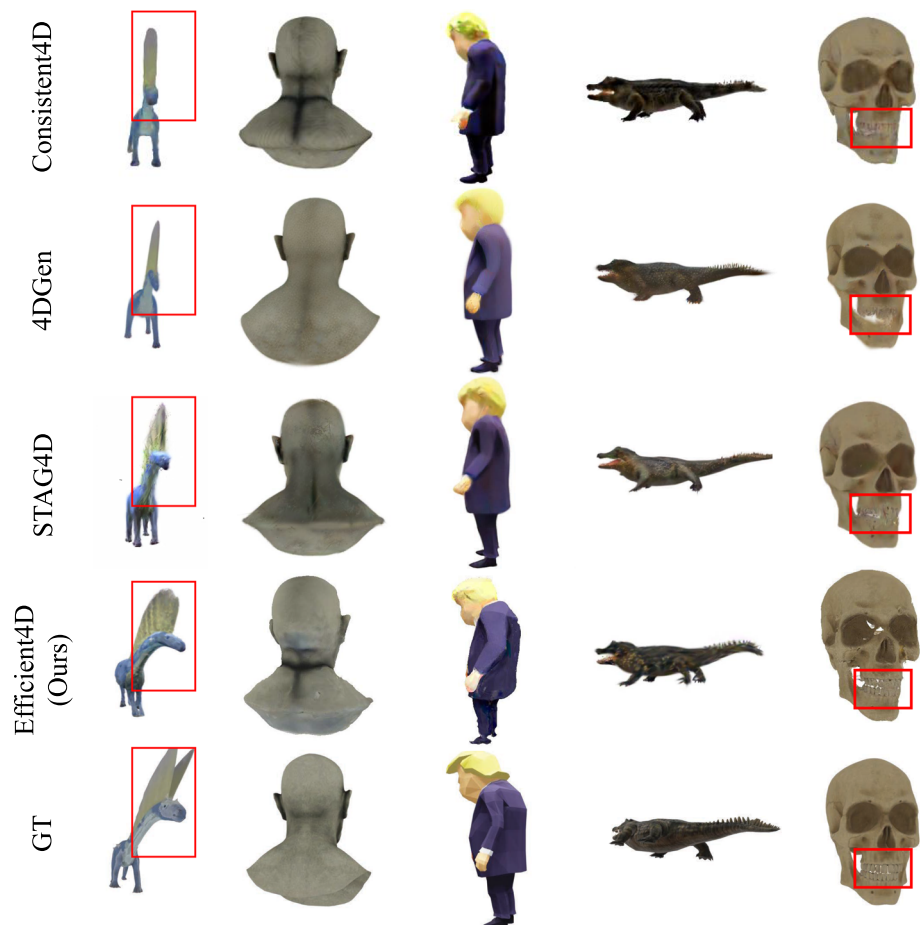 Consistent4D
4DGen
STAG4D
Efficient4D
(Ours)
GT